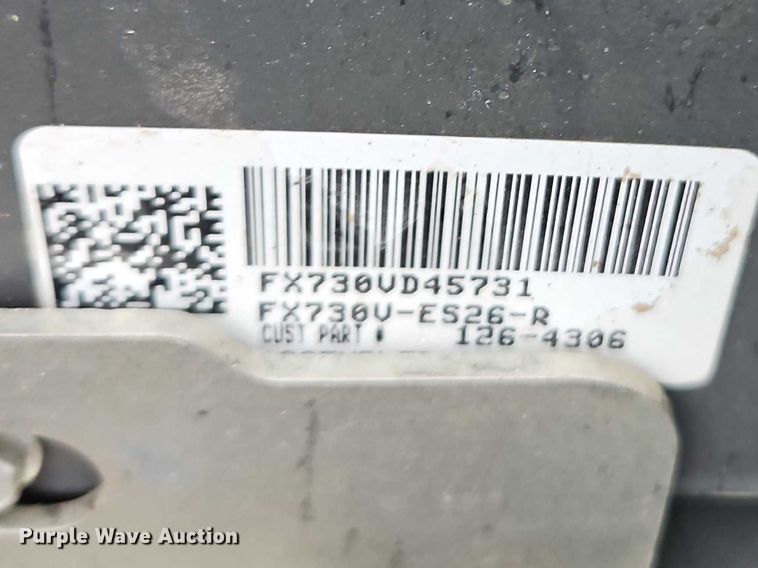 FX730VD45731
FX730V-ES26-R
CUST PART # 126-4306
Purple Wave Auction